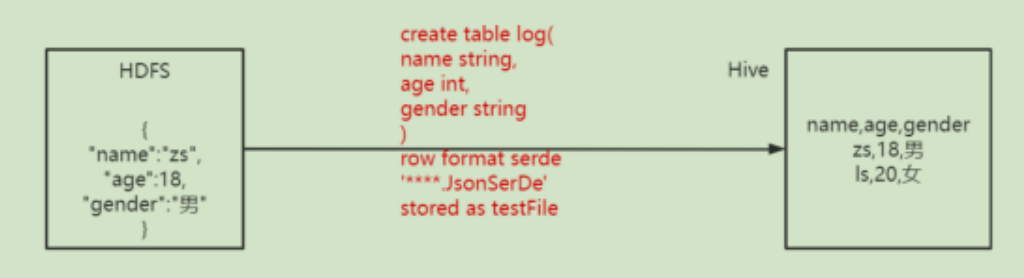 HDFS
{
"name":"zs",
"age":18,
"gender":"男"
}
create table log(
name string,
age int,
gender string
)
row format serde
'****.JsonSerDe'
stored as testFile
Hive
name,age,gender
zs,18,男
ls,20,女